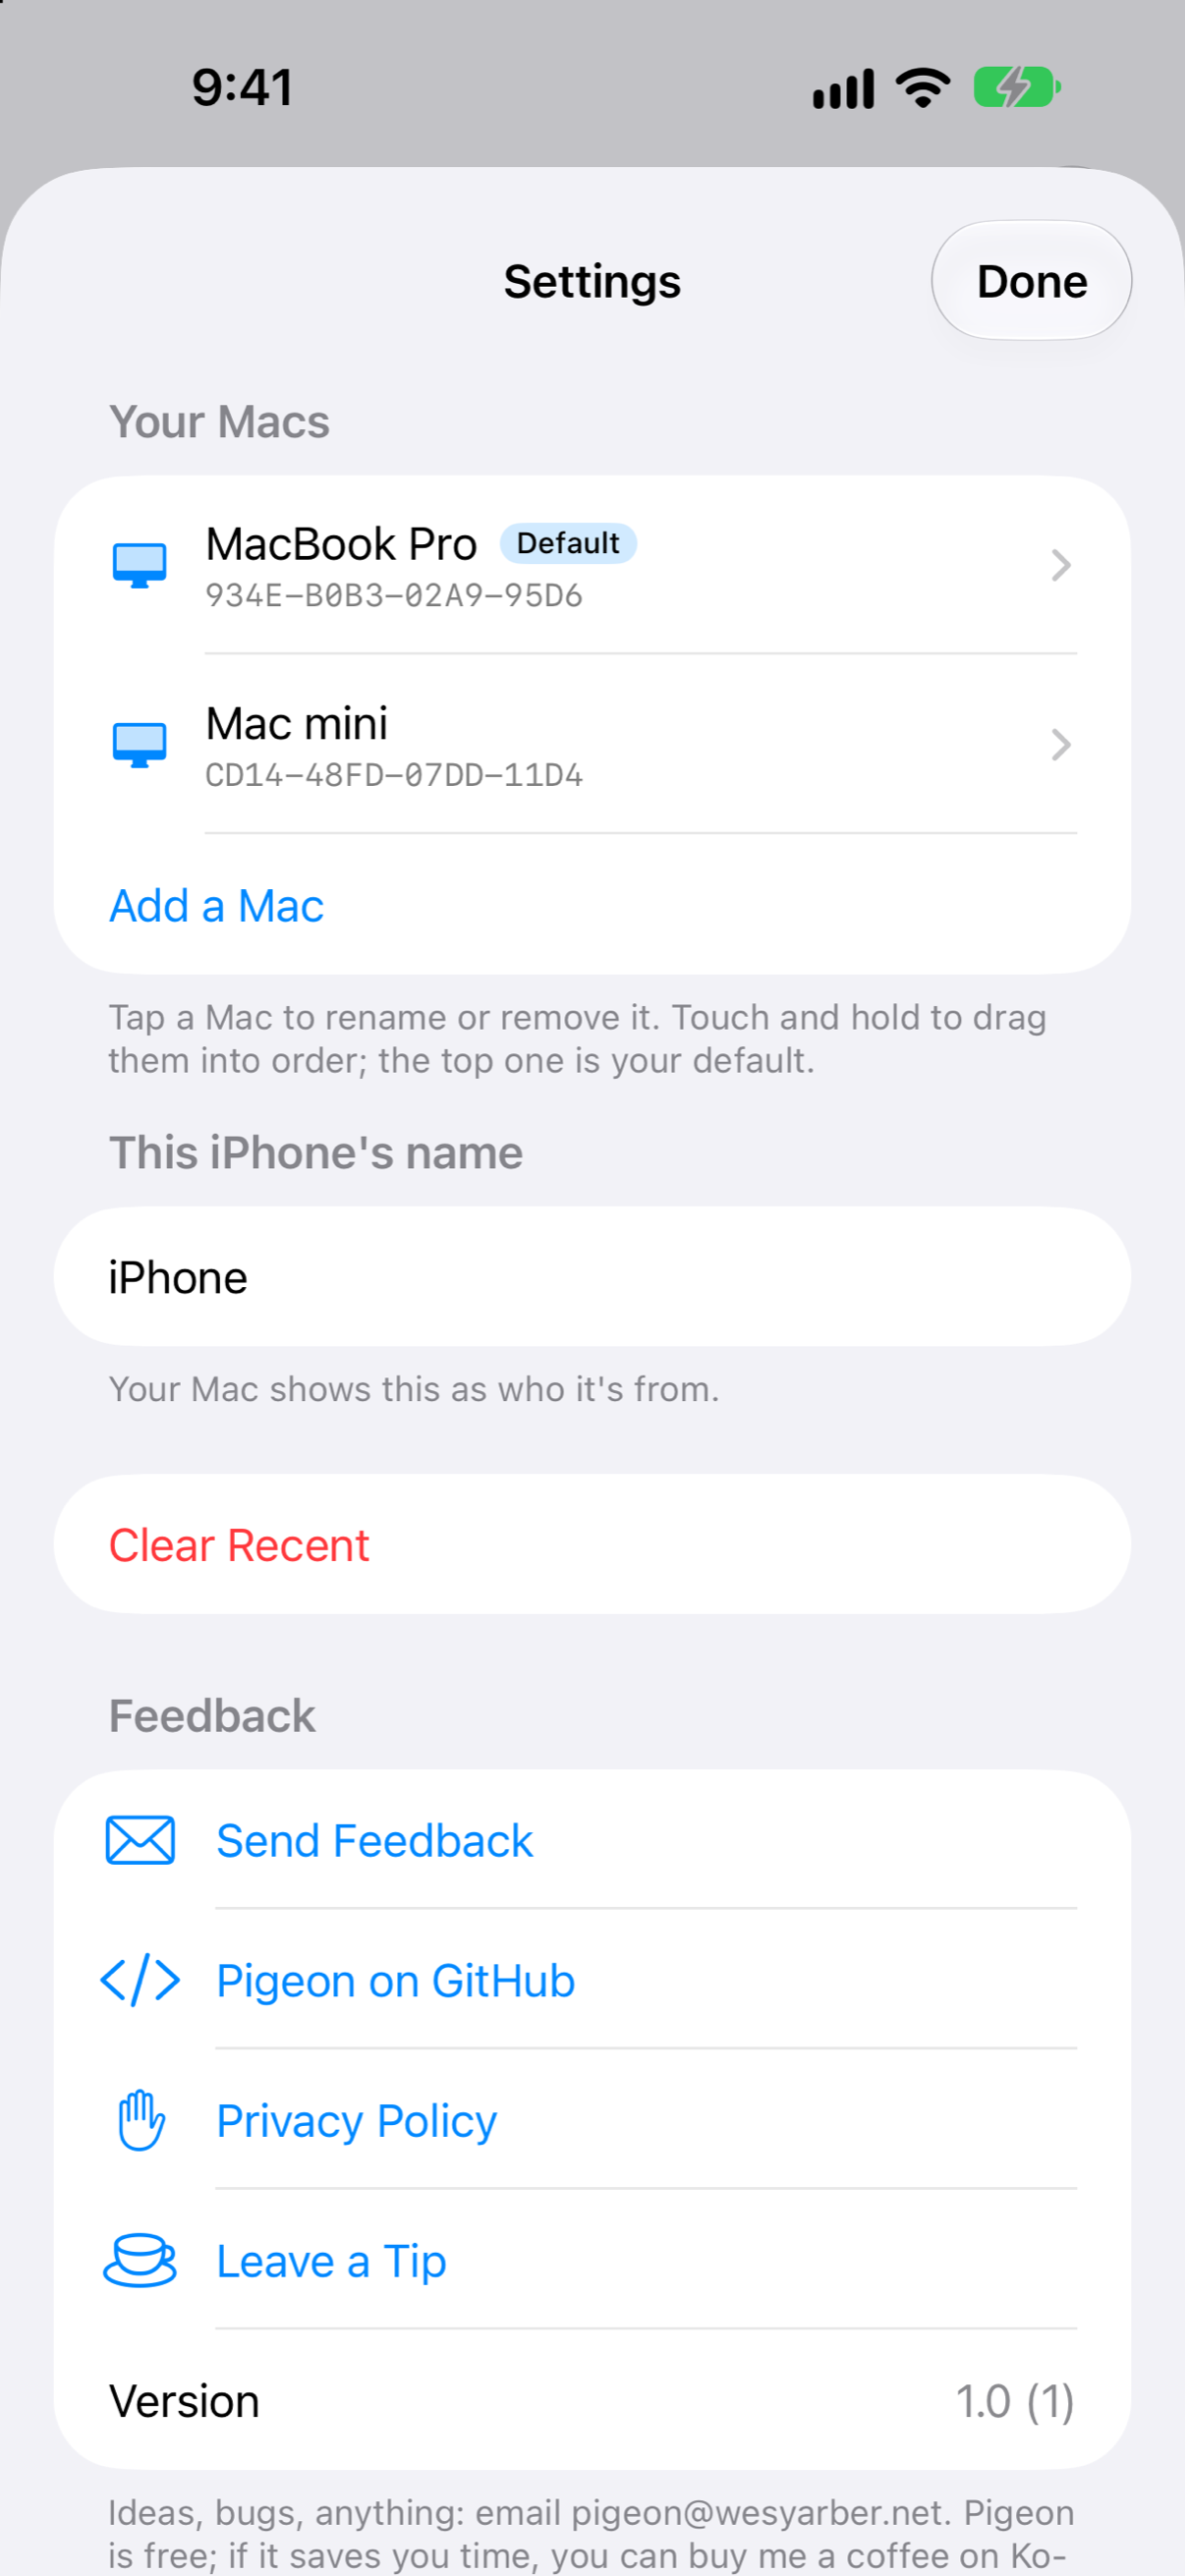 9:41
Settings
Done
Your Macs
MacBook Pro Default
934E–B0B3–02A9–95D6
Mac mini
CD14–48FD–07DD–11D4
Add a Mac
Tap a Mac to rename or remove it. Touch and hold to drag
them into order; the top one is your default.
This iPhone's name
iPhone
Your Mac shows this as who it's from.
Clear Recent
Feedback
Send Feedback
Pigeon on GitHub
Privacy Policy
Leave a Tip
Version 1.0 (1)
Ideas, bugs, anything: email pigeon@wesyarber.net. Pigeon
is free; if it saves you time, you can buy me a coffee on Ko-